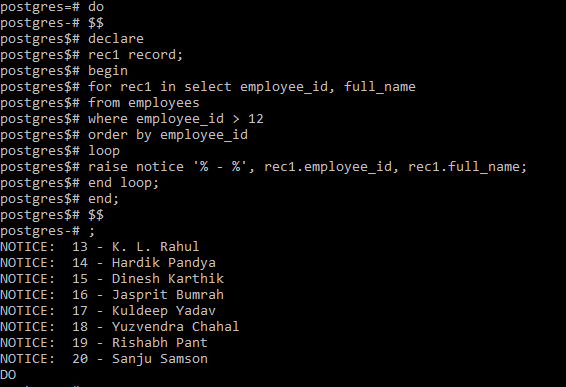 postgres=# do
postgres-# $$
postgres$# declare
postgres$# rec1 record;
postgres$# begin
postgres$# for rec1 in select employee_id, full_name
postgres$# from employees
postgres$# where employee_id > 12
postgres$# order by employee_id
postgres$# loop
postgres$# raise notice '% - %', rec1.employee_id, rec1.full_name;
postgres$# end loop;
postgres$# end;
postgres$# $$
postgres-# ;
NOTICE:  13 - K. L. Rahul
NOTICE:  14 - Hardik Pandya
NOTICE:  15 - Dinesh Karthik
NOTICE:  16 - Jasprit Bumrah
NOTICE:  17 - Kuldeep Yadav
NOTICE:  18 - Yuzvendra Chahal
NOTICE:  19 - Rishabh Pant
NOTICE:  20 - Sanju Samson
DO